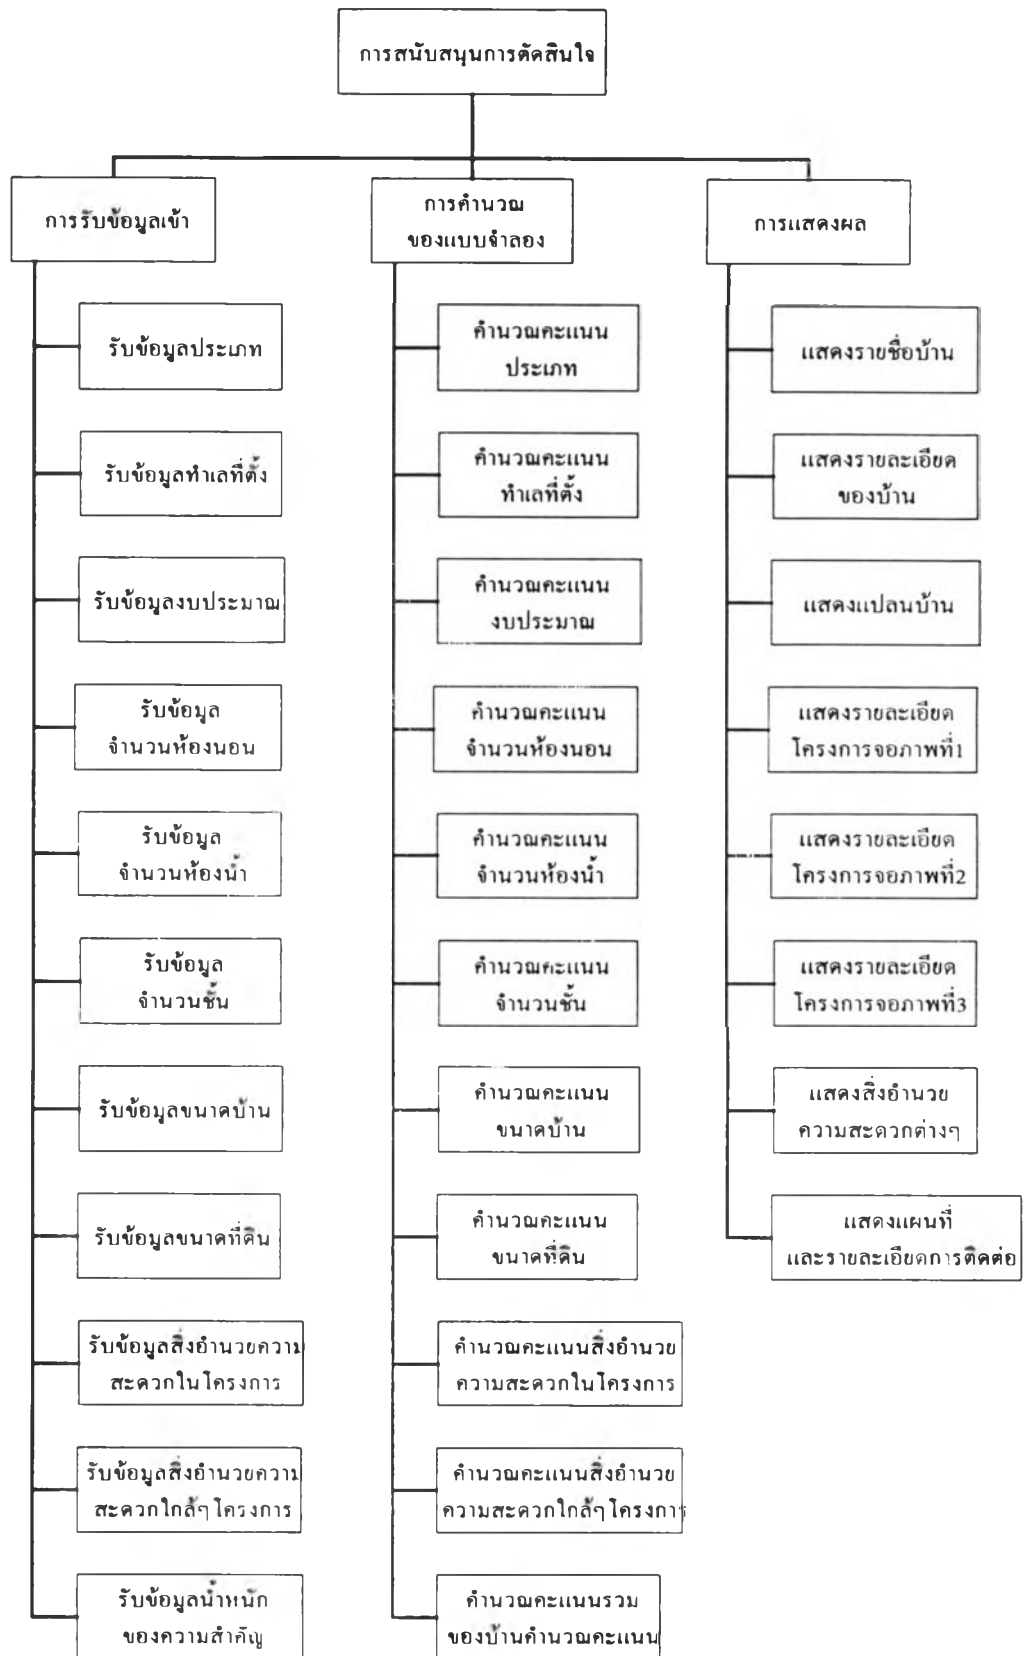 การสนับสนุนการตัดสินใจ
การรับข้อมูลเข้า
รับข้อมูลประเภท
รับข้อมูลทำเลที่ตั้ง
รับข้อมูลงบประมาณ
รับข้อมูล
จำนวนห้องนอน
รับข้อมูล
จำนวนห้องน้ำ
รับข้อมูล
จำนวนชั้น
รับข้อมูลขนาดบ้าน
รับข้อมูลขนาดที่ดิน
รับข้อมูลสิ่งอำนวยความ
สะดวกในโครงการ
รับข้อมูลสิ่งอำนวยความ
สะดวกใกล้ๆโครงการ
รับข้อมูลน้ำหนัก
ของความสำคัญ
การคำนวณ
ของแบบจำลอง
คำนวณคะแนน
ประเภท
คำนวณคะแนน
ทำเลที่ตั้ง
คำนวณคะแนน
งบประมาณ
คำนวณคะแนน
จำนวนห้องนอน
คำนวณคะแนน
จำนวนห้องน้ำ
คำนวณคะแนน
จำนวนชั้น
คำนวณคะแนน
ขนาดบ้าน
คำนวณคะแนน
ขนาดที่ดิน
คำนวณคะแนนสิ่งอำนวย
ความสะดวกในโครงการ
คำนวณคะแนนสิ่งอำนวย
ความสะดวกใกล้ๆโครงการ
คำนวณคะแนนรวม
ของบ้านคำนวณคะแนน
การแสดงผล
แสดงรายชื่อบ้าน
แสดงรายละเอียด
ของบ้าน
แสดงแปลนบ้าน
แสดงรายละเอียด
โครงการจอภาพที่1
แสดงรายละเอียด
โครงการจอภาพที่2
แสดงรายละเอียด
โครงการจอภาพที่3
แสดงสิ่งอำนวย
ความสะดวกต่างๆ
แสดงแผนที่
และรายละเอียดการติดต่อ